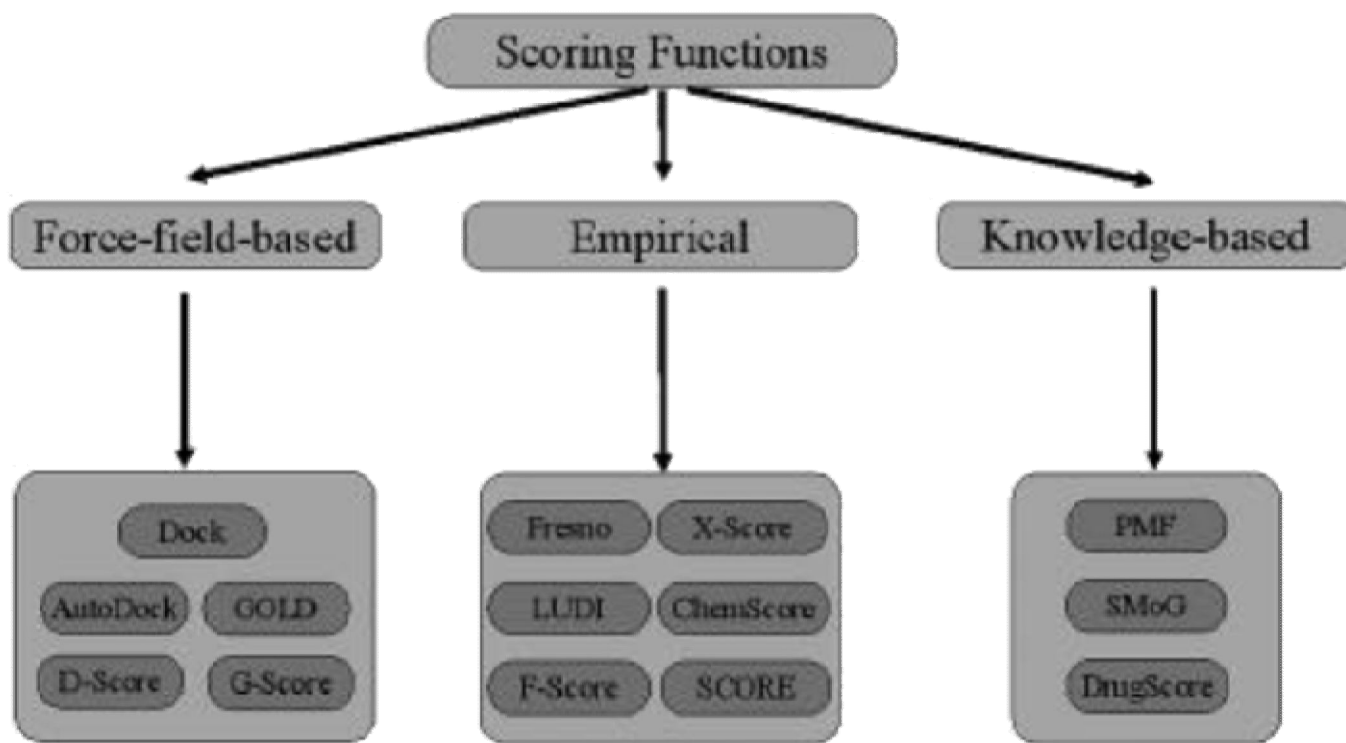 Scoring Functions
Force-field-based
Empirical
Knowledge-based
Dock
AutoDock
GOLD
D-Score
G-Score
Fresno
X-Score
LUDI
ChemScore
F-Score
SCORE
PMF
SMoG
DrugScore